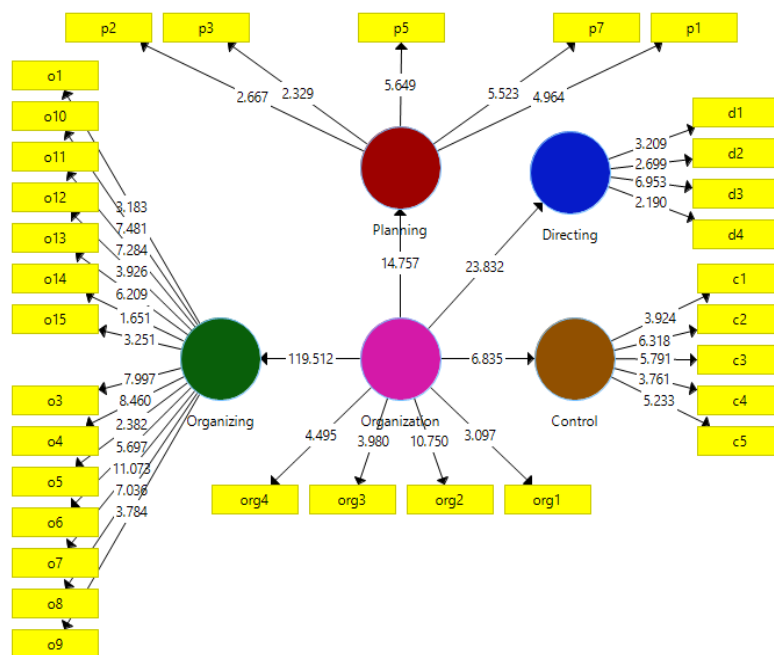 p2
p3
p5
p7
p1
2.667
2.329
5.649
5.523
4.964
o1
o10
o11
o12
o13
o14
o15
3.183
7.481
7.284
3.926
6.209
1.651
3.251
Planning
Directing
3.209
2.699
6.953
2.190
d1
d2
d3
d4
14.757
23.832
119.512
6.835
Organizing
Organization
Control
3.924
6.318
5.791
3.761
5.233
c1
c2
c3
c4
c5
7.997
8.460
2.382
5.697
11.073
7.036
3.784
o3
o4
o5
o6
o7
o8
o9
4.495
3.980
10.750
3.097
org4
org3
org2
org1